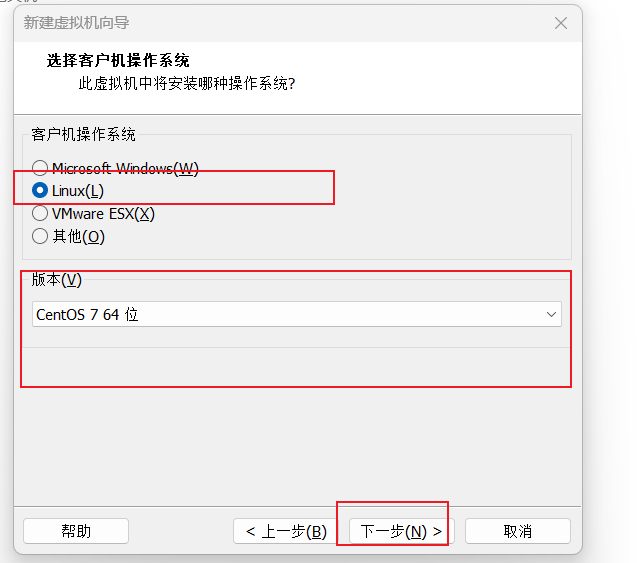 新建虚拟机向导
选择客户机操作系统
此虚拟机中将安装哪种操作系统?
客户机操作系统
Microsoft Windows(W)
Linux(L)
VMware ESX(X)
其他(O)
版本(V)
CentOS 7 64 位
帮助
< 上一步(B)
下一步(N) >
取消